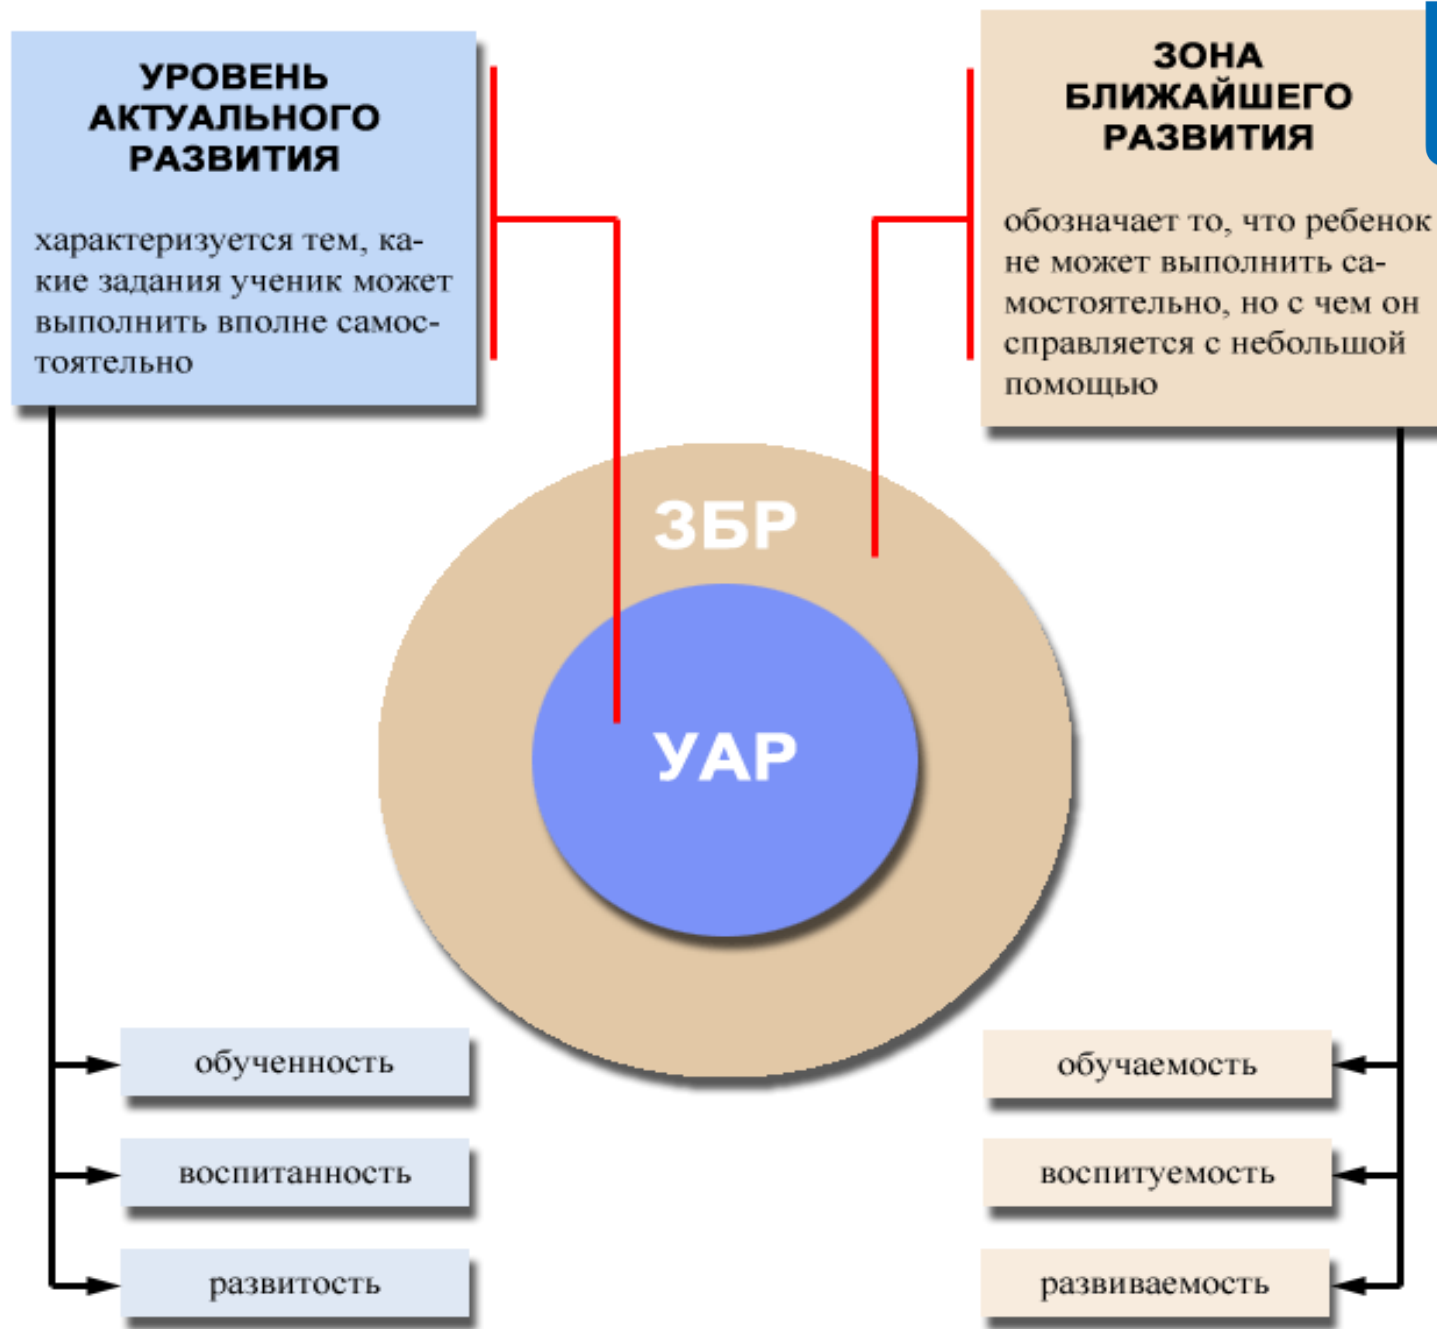 УРОВЕНЬ
АКТУАЛЬНОГО
РАЗВИТИЯ
характеризуется тем, ка-
кие задания ученик может
выполнить вполне самос-
тоятельно
ЗОНА
БЛИЖАЙШЕГО
РАЗВИТИЯ
обозначает то, что ребенок
не может выполнить са-
мостоятельно, но с чем он
справляется с небольшой
помощью
ЗБР
УАР
обученность
воспитанность
развитость
обучаемость
воспитуемость
развиваемость